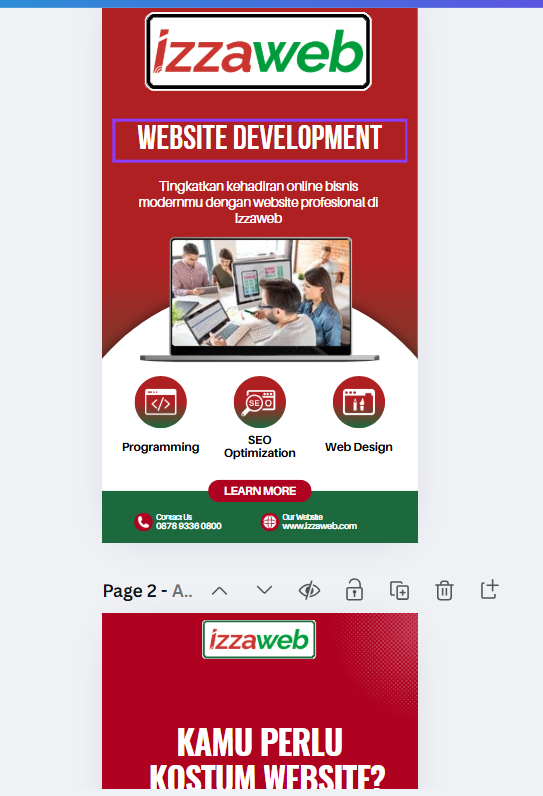 izzaweb
WEBSITE DEVELOPMENT
Tingkatkan kehadiran online bisnis
modernmu dengan website profesional di
Izzaweb
</>
SEO
Programming
SEO
Optimization
Web Design
LEARN MORE
Contact Us
0878 9336 0800
Our Website
www.izzaweb.com
Page 2 - A..
izzaweb
KAMU PERLU
KOSTUM WEBSITE?